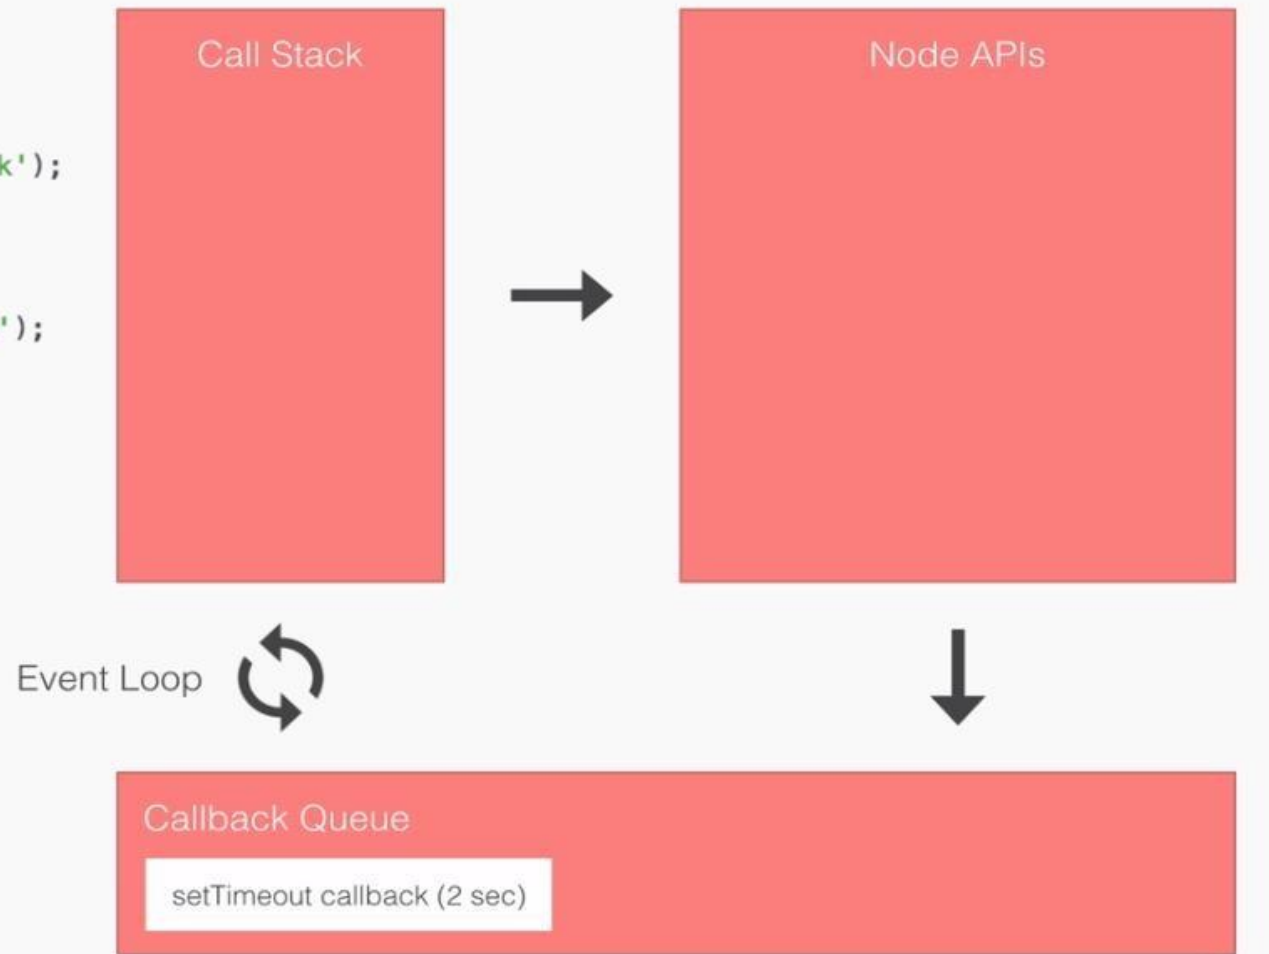 Call Stack
Node APIs
k');
');
Event Loop
Callback Queue
setTimeout callback (2 sec)